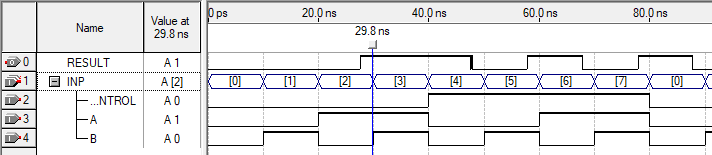 Name Value at 29.8 ns 0 ps 20.0 ns 40.0 ns 60.0 ns 80.0 ns
29.8 ns
0 RESULT A 1
1 INP A [2] [0] [1] [2] [3] [4] [5] [6] [7] [0]
2 ...NTROL A 0
3 A A 1
4 B A 0